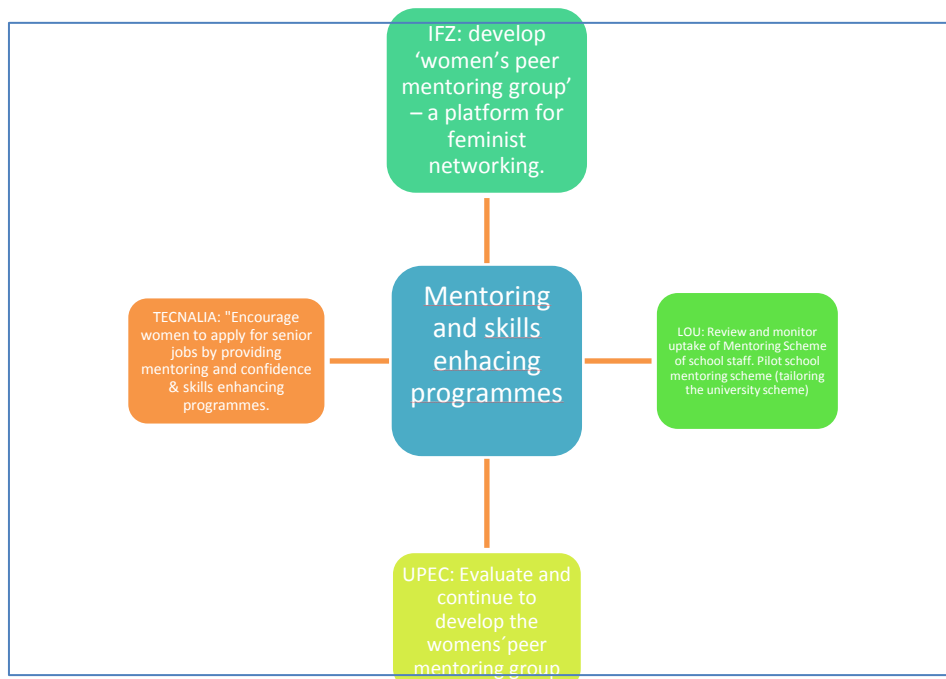 IFZ: develop
‘women’s peer
mentoring group’
– a platform for
feminist
networking.
Mentoring
and skills
enhacing
programmes
TECNALIA: "Encourage
women to apply for senior
jobs by providing
mentoring and confidence
& skills enhancing
programmes.
LOU: Review and monitor
uptake of Mentoring Scheme
of school staff. Pilot school
mentoring scheme (tailoring
the university scheme)
UPEC: Evaluate and
continue to
develop the
womens´peer
mentoring group